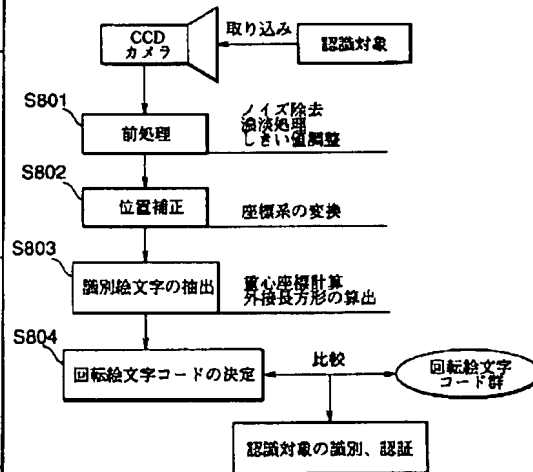 CCD
カメラ
取り込み
認識対象
S801
前処理
ノイズ除去
濃淡処理
しきい値調整
S802
位置補正
座標系の変換
S803
識別絵文字の抽出
重心座標計算
外接長方形の算出
S804
回転絵文字コードの決定
比較
回転絵文字
コード群
認識対象の識別、認証